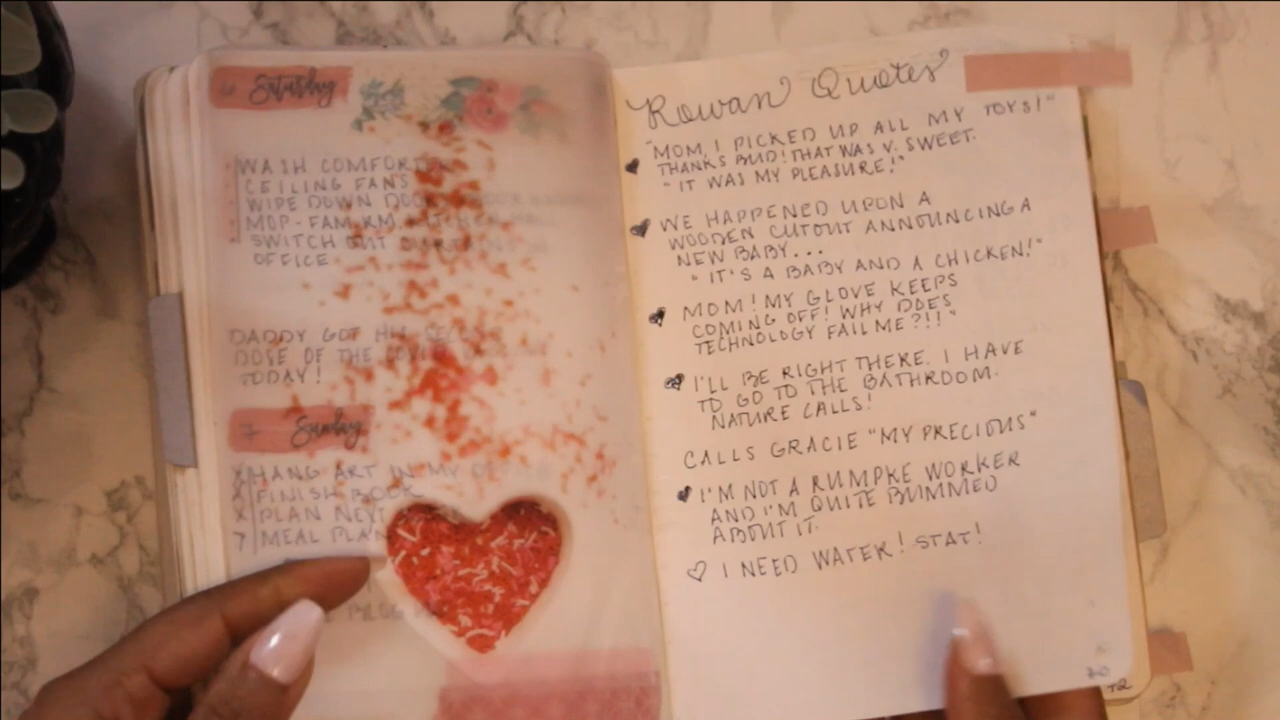 Saturday
WASH COMFORTER
CEILING FANS
WIPE DOWN
MOP - FAM. RM.
SWITCH OUT
OFFICE
DADDY GOT HIS SECOND
DOSE OF THE COVID
TODAY!
7 Sunday
X HANG ART IN MY
X FINISH BOOK
X PLAN NEXT
7 MEAL PLAN
Rowan Quotes
"MOM, I PICKED UP ALL MY TOYS!"
THANKS BUD! THAT WAS V. SWEET.
"IT WAS MY PLEASURE!"
WE HAPPENED UPON A
WOODEN CUTOUT ANNOUNCING A
NEW BABY...
"IT'S A BABY AND A CHICKEN!"
MOM! MY GLOVE KEEPS
COMING OFF! WHY DOES
TECHNOLOGY FAIL ME?!!"
I'LL BE RIGHT THERE. I HAVE
TO GO TO THE BATHROOM.
NATURE CALLS!
CALLS GRACIE "MY PRECIOUS"
I'M NOT A RUMPKE WORKER
AND I'M QUITE BUMMED
ABOUT IT.
I NEED WATER! STAT!